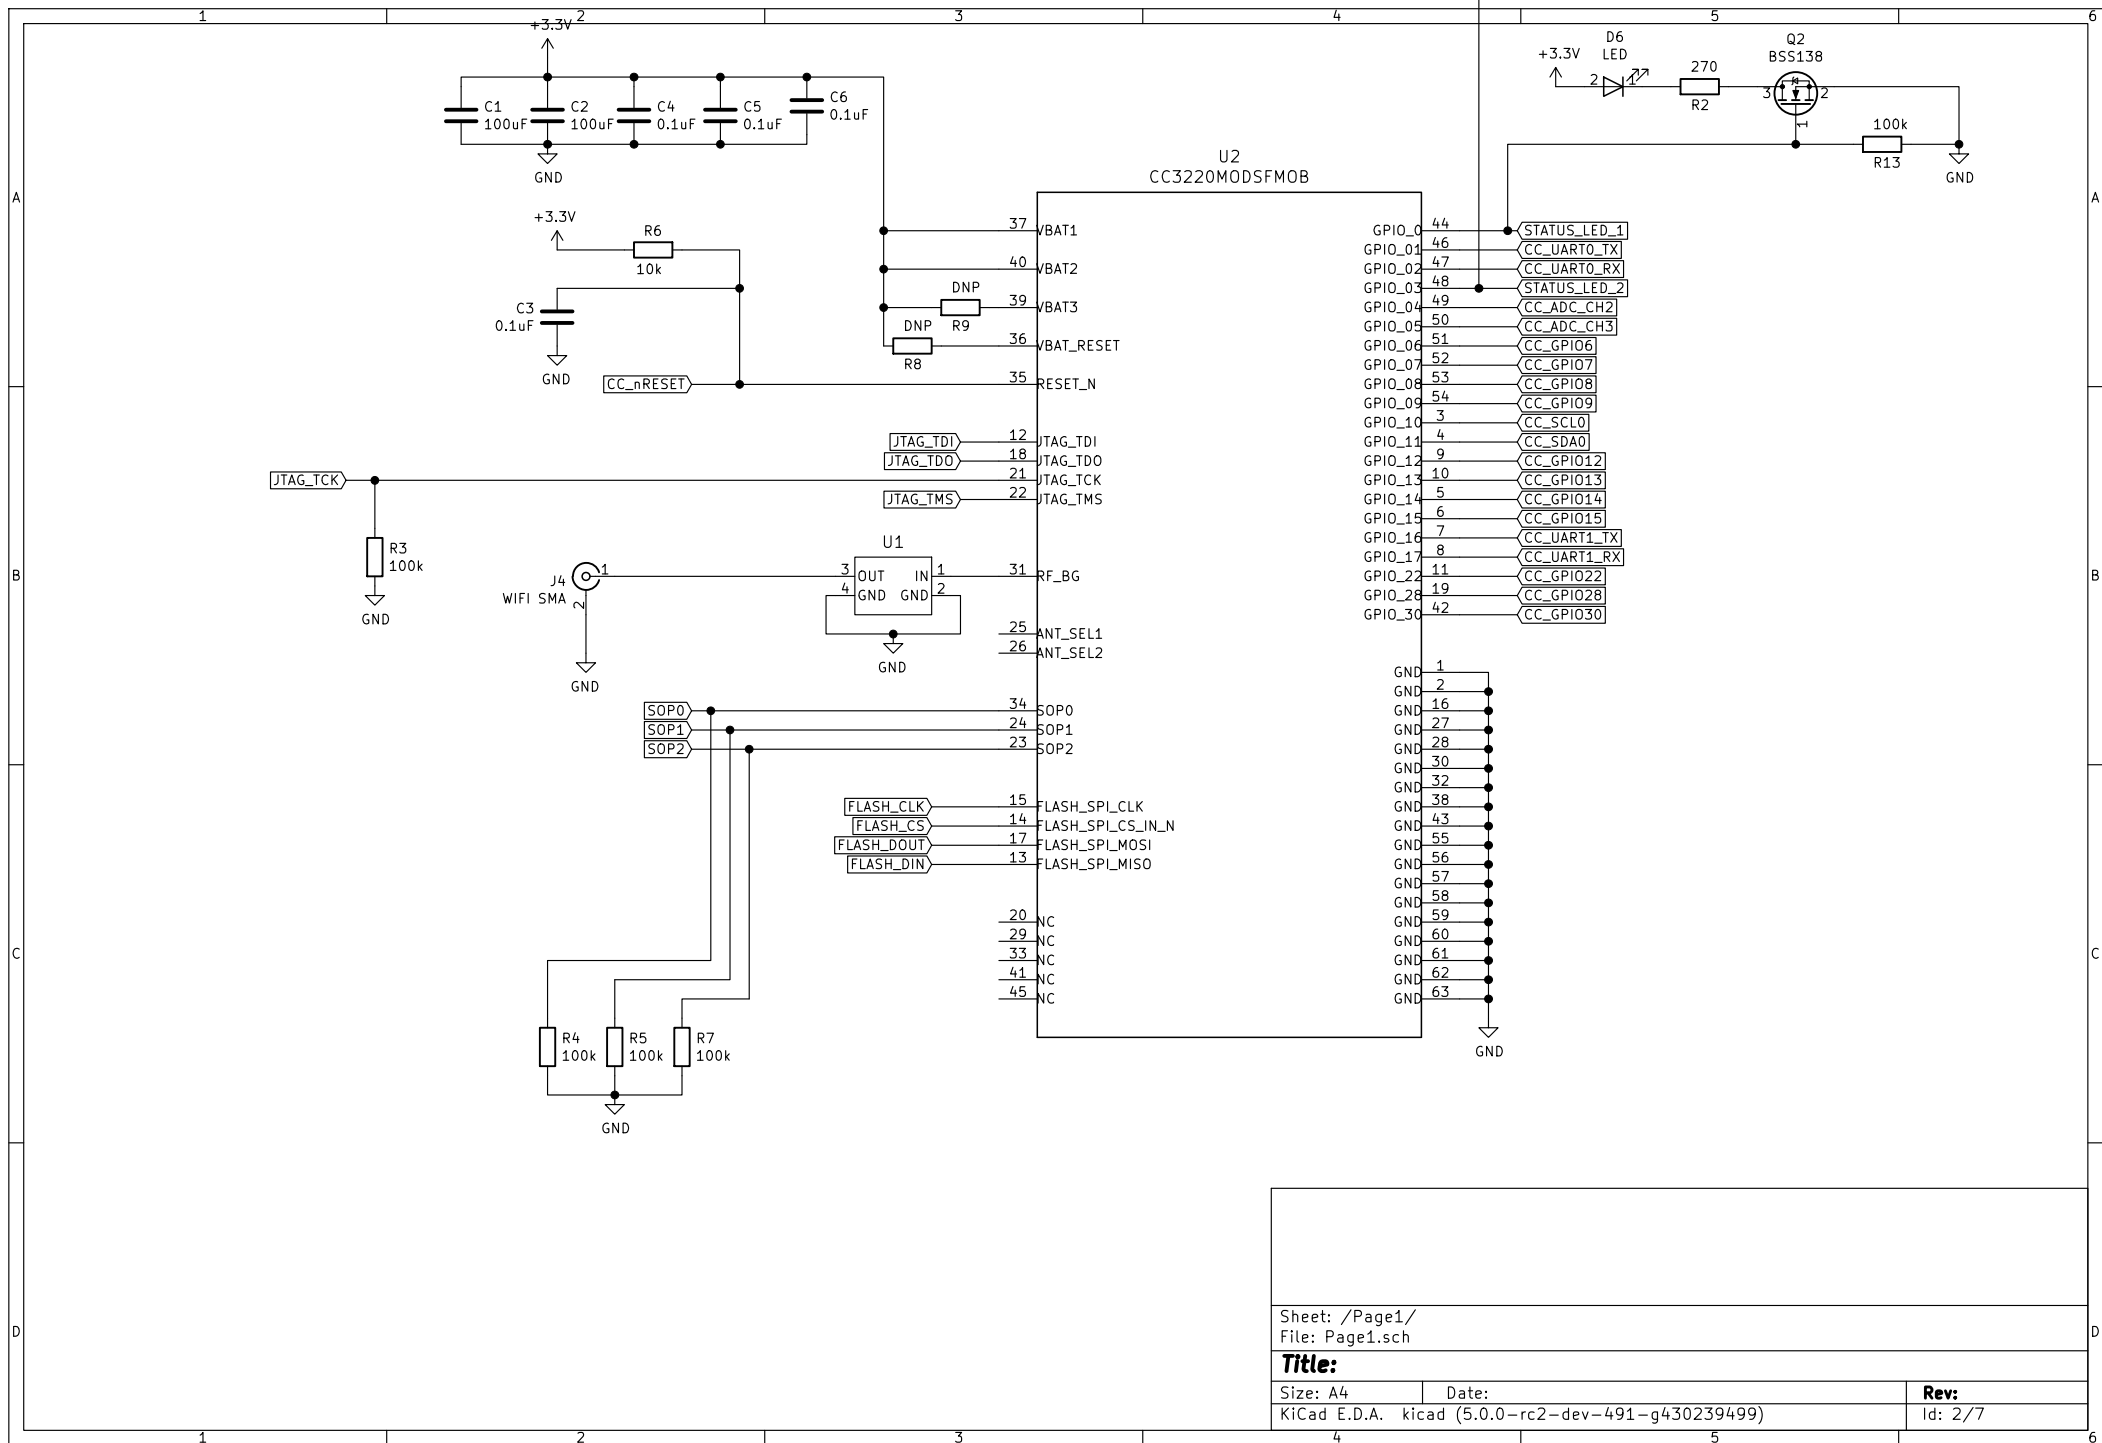 1 2 3 4 5 6
+3.3V
C1
100uF
C2
100uF
C4
0.1uF
C5
0.1uF
C6
0.1uF
GND
+3.3V
D6
LED
2 1
270
R2
Q2
BSS138
3 2
1
100k
R13
GND
A A
U2
CC3220MODSFMOB
+3.3V
R6
10k
C3
0.1uF
GND
CC_nRESET
37 VBAT1
40 VBAT2
DNP
R9
39 VBAT3
DNP
R8
36 VBAT_RESET
35 RESET_N
JTAG_TDI 12 JTAG_TDI
JTAG_TDO 18 JTAG_TDO
JTAG_TCK 21 JTAG_TCK
JTAG_TMS 22 JTAG_TMS
R3
100k
GND
B B
J4
WIFI SMA
1
2
GND
U1
3 OUT IN 1
4 GND GND 2
GND
31 RF_BG
25 ANT_SEL1
26 ANT_SEL2
SOP0 34 SOP0
SOP1 24 SOP1
SOP2 23 SOP2
FLASH_CLK 15 FLASH_SPI_CLK
FLASH_CS 14 FLASH_SPI_CS_IN_N
FLASH_DOUT 17 FLASH_SPI_MOSI
FLASH_DIN 13 FLASH_SPI_MISO
20 NC
29 NC
33 NC
41 NC
45 NC
GPIO_0 44 STATUS_LED_1
GPIO_01 46 CC_UART0_TX
GPIO_02 47 CC_UART0_RX
GPIO_03 48 STATUS_LED_2
GPIO_04 49 CC_ADC_CH2
GPIO_05 50 CC_ADC_CH3
GPIO_06 51 CC_GPIO6
GPIO_07 52 CC_GPIO7
GPIO_08 53 CC_GPIO8
GPIO_09 54 CC_GPIO9
GPIO_10 3 CC_SCL0
GPIO_11 4 CC_SDA0
GPIO_12 9 CC_GPIO12
GPIO_13 10 CC_GPIO13
GPIO_14 5 CC_GPIO14
GPIO_15 6 CC_GPIO15
GPIO_16 7 CC_UART1_TX
GPIO_17 8 CC_UART1_RX
GPIO_22 11 CC_GPIO22
GPIO_28 19 CC_GPIO28
GPIO_30 42 CC_GPIO30
GND 1
GND 2
GND 16
GND 27
GND 28
GND 30
GND 32
GND 38
GND 43
GND 55
GND 56
GND 57
GND 58
GND 59
GND 60
GND 61
GND 62
GND 63
GND
C C
R4
100k
R5
100k
R7
100k
GND
D D
Sheet: /Page1/
File: Page1.sch
Title:
Size: A4 Date: Rev:
KiCad E.D.A. kicad (5.0.0-rc2-dev-491-g430239499) Id: 2/7
1 2 3 4 5 6